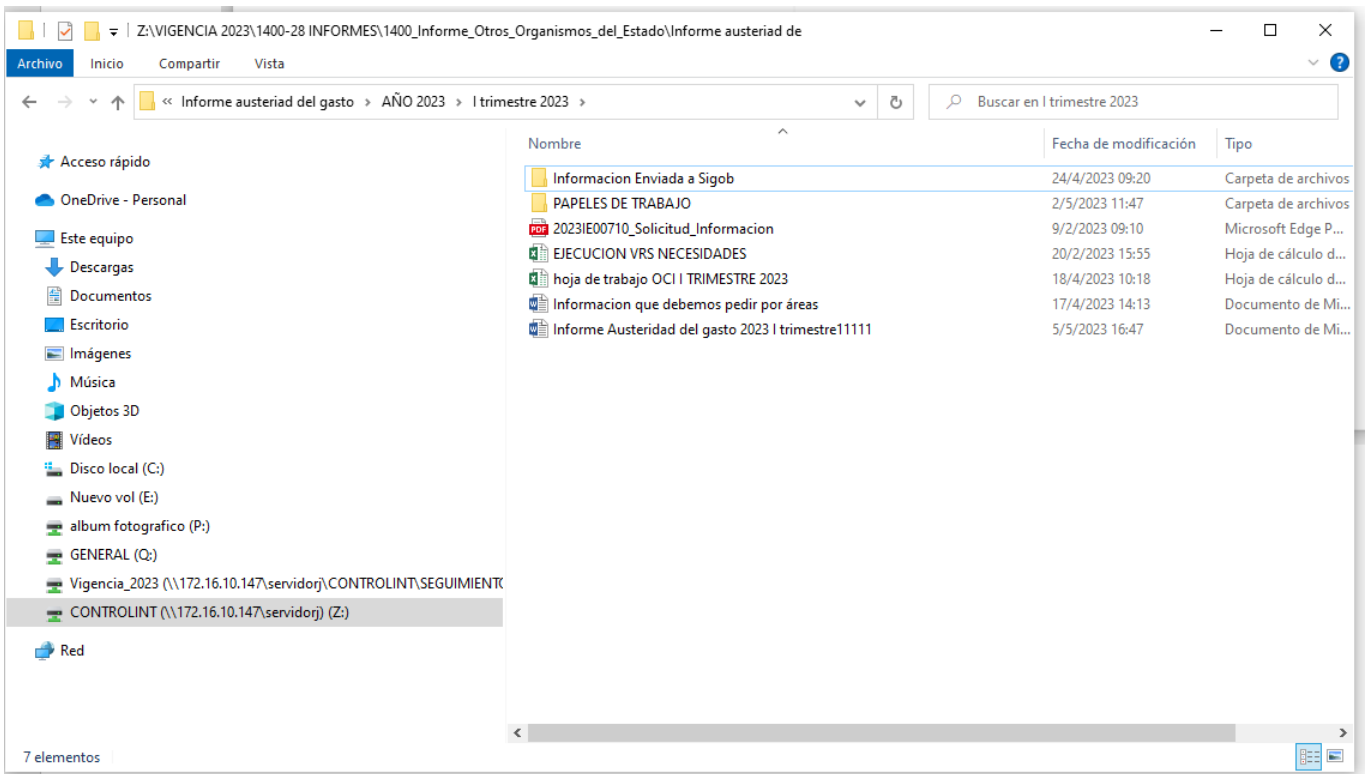 Z:\VIGENCIA 2023\1400-28 INFORMES\1400_Informe_Otros_Organismos_del_Estado\Informe austeriad de
Archivo Inicio Compartir Vista
« Informe austeriad del gasto > AÑO 2023 > I trimestre 2023 > Buscar en I trimestre 2023
Nombre Fecha de modificación Tipo
Acceso rápido
OneDrive - Personal
Este equipo
Descargas
Documentos
Escritorio
Imágenes
Música
Objetos 3D
Vídeos
Disco local (C:)
Nuevo vol (E:)
album fotografico (P:)
GENERAL (Q:)
Vigencia_2023 (\\172.16.10.147\servidorj\CONTROLINT\SEGUIMIENTO
CONTROLINT (\\172.16.10.147\servidorj) (Z:)
Red
Informacion Enviada a Sigob 24/4/2023 09:20 Carpeta de archivos
PAPELES DE TRABAJO 2/5/2023 11:47 Carpeta de archivos
2023IE00710_Solicitud_Informacion 9/2/2023 09:10 Microsoft Edge P...
EJECUCION VRS NECESIDADES 20/2/2023 15:55 Hoja de cálculo d...
hoja de trabajo OCI I TRIMESTRE 2023 18/4/2023 10:18 Hoja de cálculo d...
Informacion que debemos pedir por áreas 17/4/2023 14:13 Documento de Mi...
Informe Austeridad del gasto 2023 I trimestre11111 5/5/2023 16:47 Documento de Mi...
7 elementos